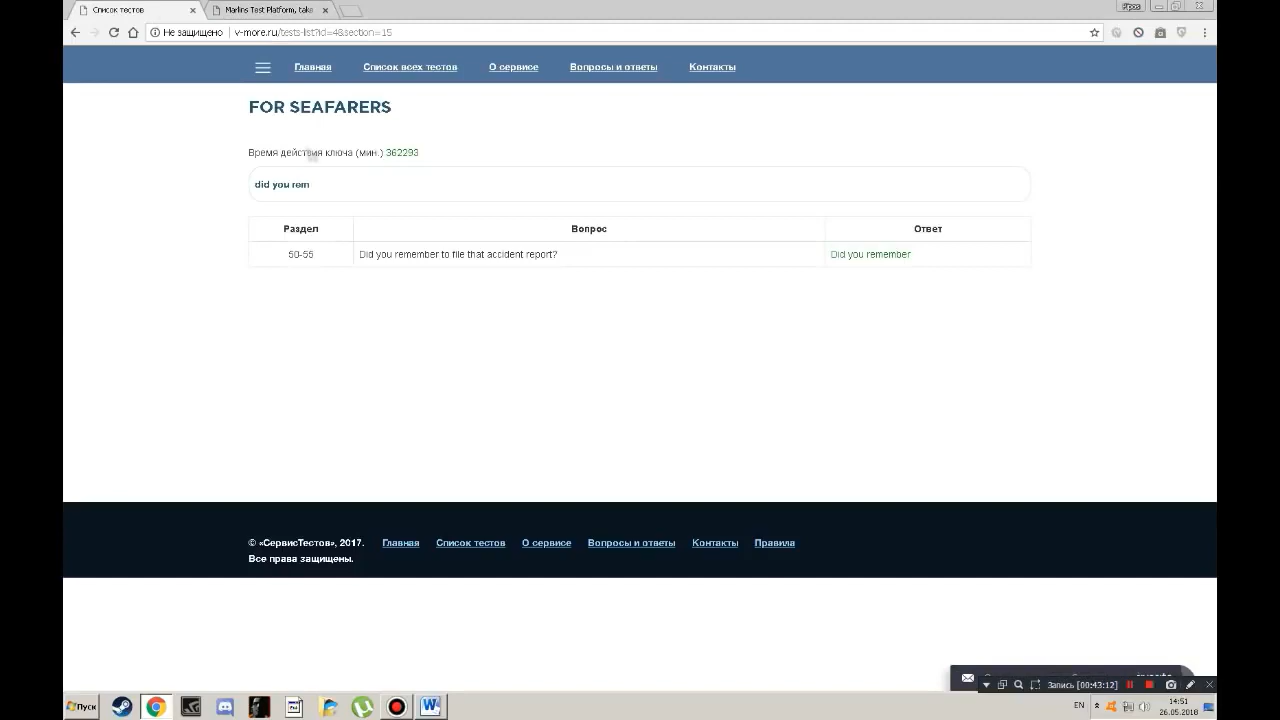 Список тестов
Marlins Test Platform, take
Ярос
Не защищено
v-more.ru/tests-list?id=4&section=15
Главная
Список всех тестов
О сервисе
Вопросы и ответы
Контакты
FOR SEAFARERS
Время действия ключа (мин.) 362293
did you rem
Раздел
Вопрос
Ответ
50-55
Did you remember to file that accident report?
Did you remember
© «СервисТестов», 2017.
Все права защищены.
Главная
Список тестов
О сервисе
Вопросы и ответы
Контакты
Правила
Запись [00:43:12]
Пуск
EN
14:51
26.05.2018